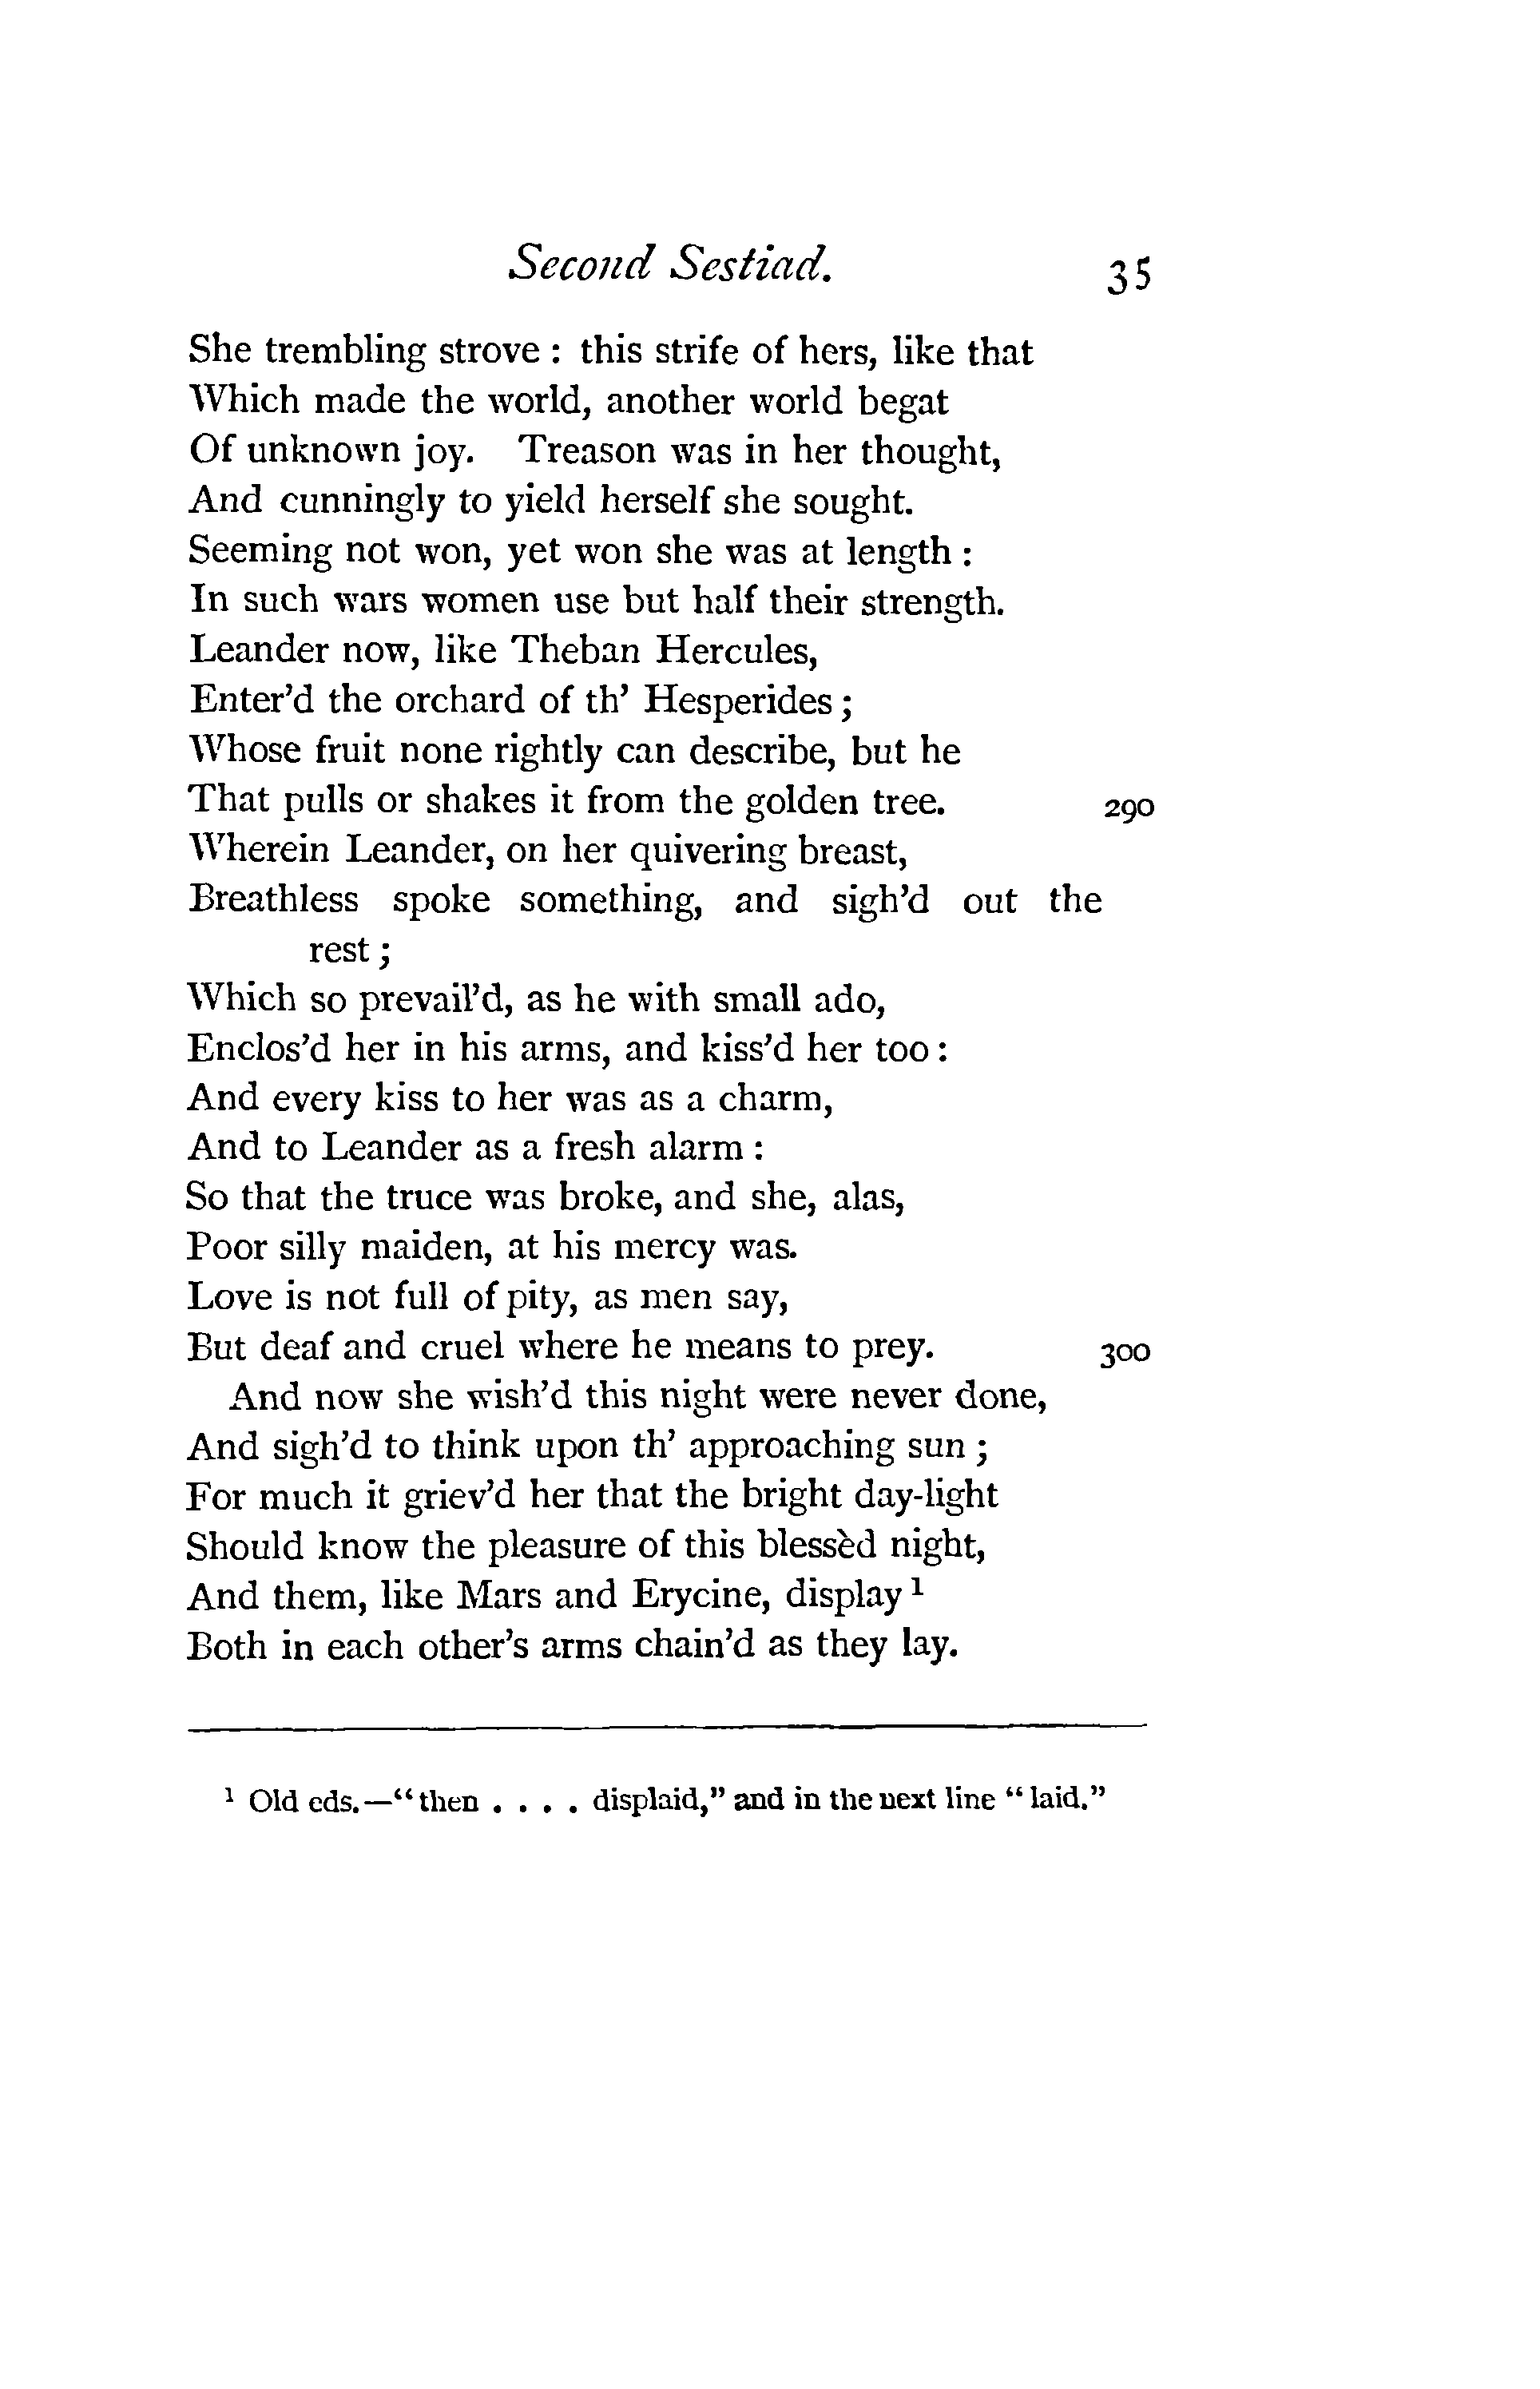 Second Sestiad. 35
She trembling strove : this strife of hers, like that
Which made the world, another world begat
Of unknown joy. Treason was in her thought,
And cunningly to yield herself she sought.
Seeming not won, yet won she was at length :
In such wars women use but half their strength.
Leander now, like Theban Hercules,
Enter’d the orchard of th’ Hesperides ;
Whose fruit none rightly can describe, but he
That pulls or shakes it from the golden tree. 290
Wherein Leander, on her quivering breast,
Breathless spoke something, and sigh’d out the
rest ;
Which so prevail’d, as he with small ado,
Enclos’d her in his arms, and kiss’d her too :
And every kiss to her was as a charm,
And to Leander as a fresh alarm :
So that the truce was broke, and she, alas,
Poor silly maiden, at his mercy was.
Love is not full of pity, as men say,
But deaf and cruel where he means to prey. 300
And now she wish’d this night were never done,
And sigh’d to think upon th’ approaching sun ;
For much it griev’d her that the bright day-light
Should know the pleasure of this blessèd night,
And them, like Mars and Erycine, display ¹
Both in each other’s arms chain’d as they lay.
¹ Old eds.—“then . . . . displaid,” and in the next line “laid.”